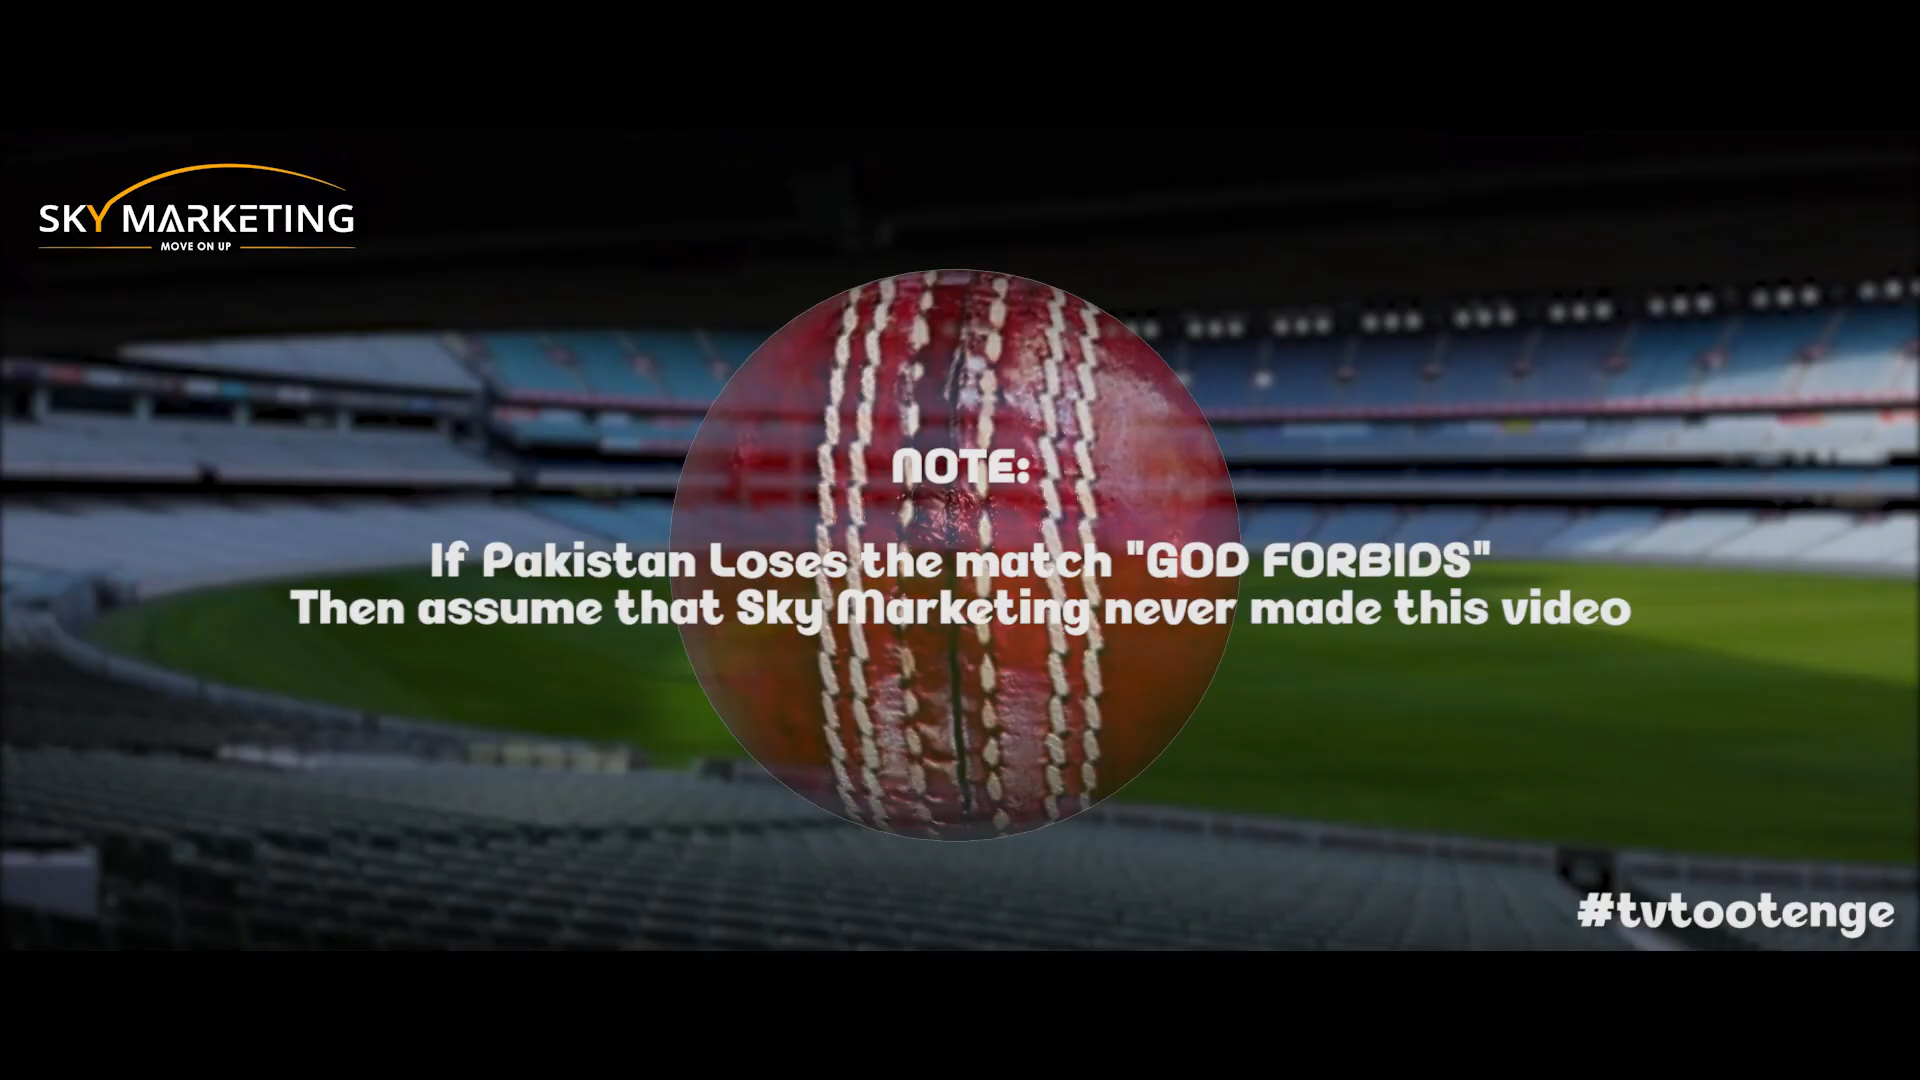 SKY MARKETING
MOVE ON UP
NOTE:
If Pakistan Loses the match "GOD FORBIDS"
Then assume that Sky Marketing never made this video
#tvtootenge